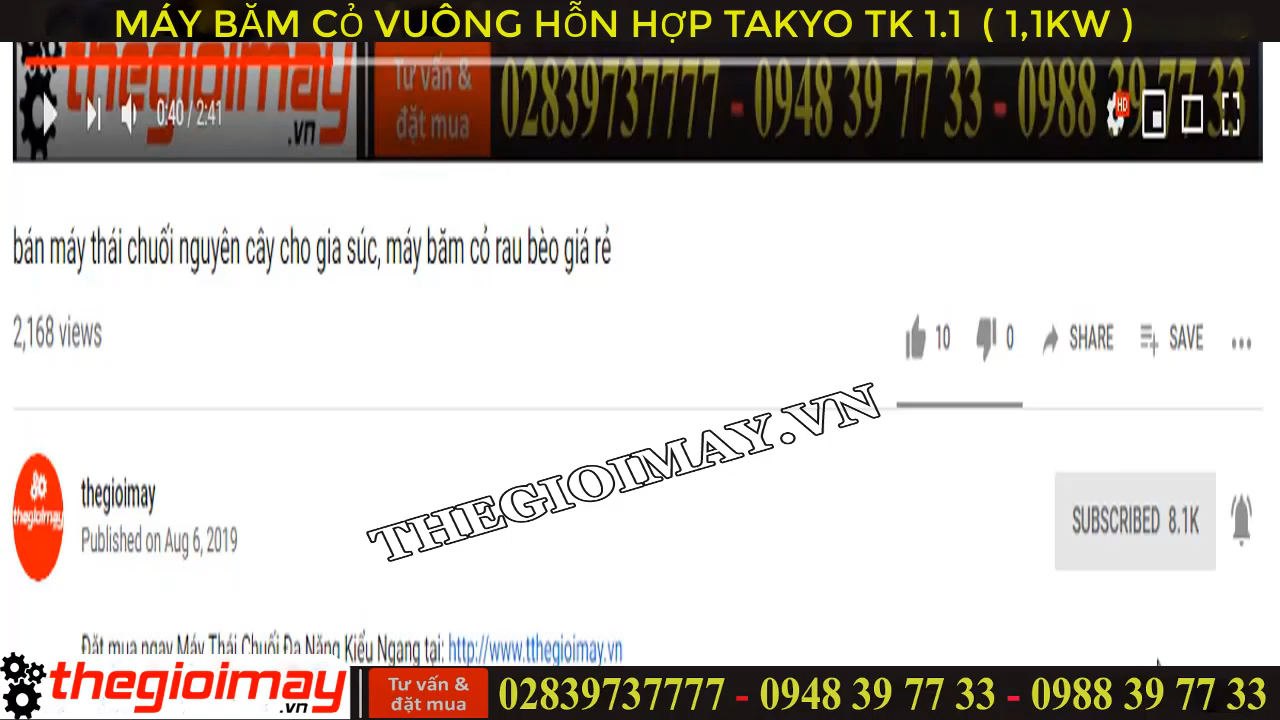 MÁY BĂM CỎ VUÔNG HỖN HỢP TAKYO TK 1.1 ( 1,1KW )
thegioimay .vn Tư vấn & đặt mua 02839737777 - 0948 39 77 33 - 0988 39 77 33
0:40 / 2:41 HD
bán máy thái chuối nguyên cây cho gia súc, máy băm cỏ rau bèo giá rẻ
2,168 views 10 0 SHARE SAVE
THEGIOIMAY.VN
thegioimay
thegioimay
Published on Aug 6, 2019
SUBSCRIBED 8.1K
Đặt mua ngay Máy Thái Chuối Đa Năng Kiểu Ngang tại: http://www.tthegioimay.vn
thegioimay .vn Tư vấn & đặt mua 02839737777 - 0948 39 77 33 - 0988 39 77 33